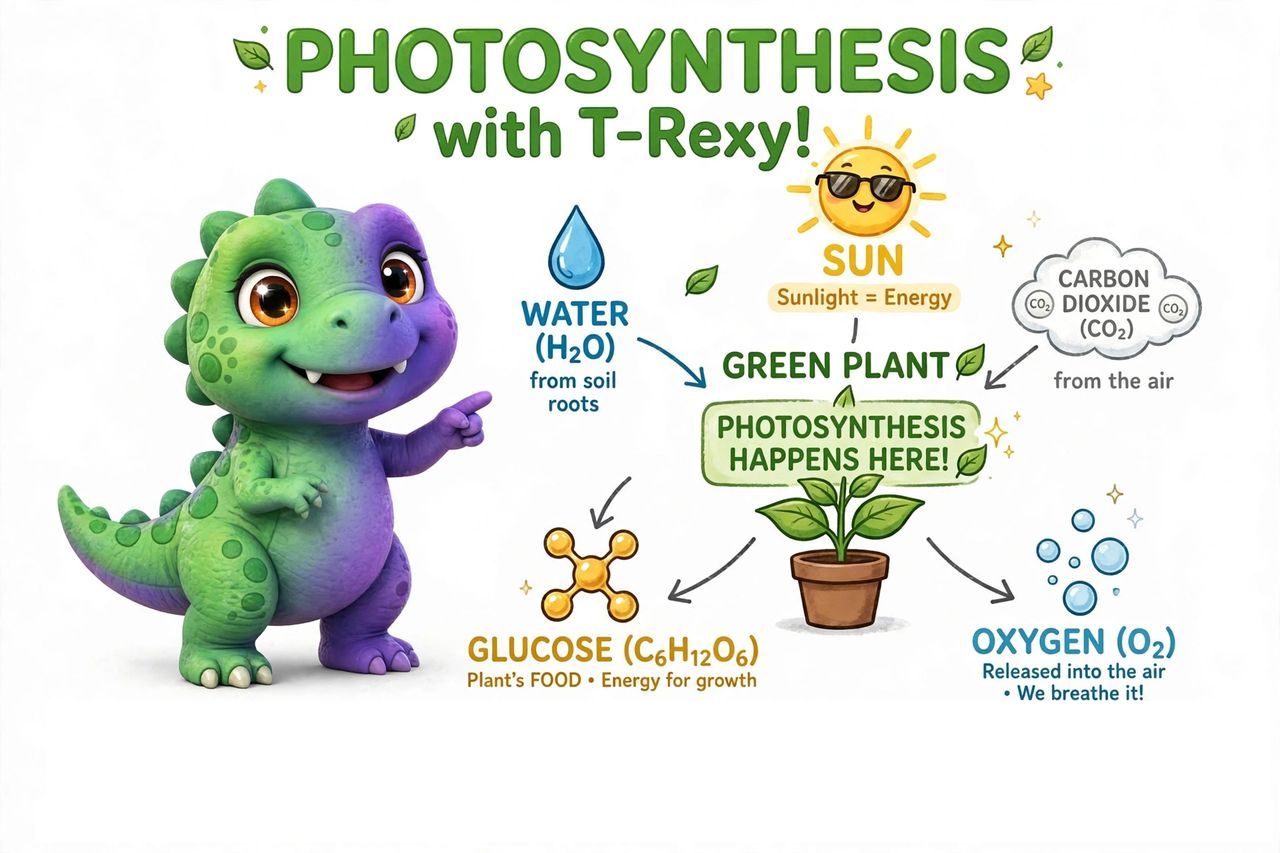 PHOTOSYNTHESIS
with T-Rexy!
SUN
Sunlight = Energy
WATER
(H₂O)
from soil
roots
CARBON
DIOXIDE
(CO₂)
CO₂
CO₂
from the air
GREEN PLANT
PHOTOSYNTHESIS
HAPPENS HERE!
GLUCOSE (C₆H₁₂O₆)
Plant's FOOD • Energy for growth
OXYGEN (O₂)
Released into the air
• We breathe it!